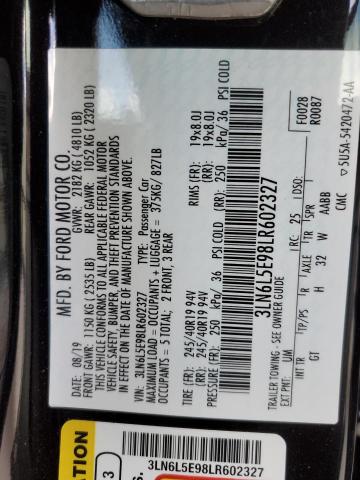 MFD. BY FORD MOTOR CO.
DATE: 08/19 GVWR: 2182 KG ( 4810 LB)
FRONT GAWR: 1150 KG ( 2535 LB) REAR GAWR: 1052 KG ( 2320 LB)
THIS VEHICLE CONFORMS TO ALL APPLICABLE FEDERAL MOTOR
VEHICLE SAFETY, BUMPER, AND THEFT PREVENTION STANDARDS IN
EFFECT ON THE DATE OF MANUFACTURE SHOWN ABOVE.
VIN: 3LN6L5E98LR602327 TYPE: Passenger Car
MAXIMUM LOAD = OCCUPANTS + LUGGAGE = 375KG/ 827LB
OCCUPANTS = 5 TOTAL: 2 FRONT, 3 REAR
TIRE (FR): 245/40R19 94V RIMS (FR): 19x8.0J
(RR): 245/40R19 94V (RR): 19x8.0J
PRESSURE (FR): 250 kPa/ 36 PSI COLD (RR): 250 kPa/ 36 PSI COLD
3LN6L5E98LR602327
F0028
R0087
TRAILER TOWING - SEE OWNER GUIDE
EXT PNT: UM RC: 25 DSO:
INT TR TP/PS R AXLE TR SPR
GT H 32 W AABB
CMC 5U5A-5420472-AA
3LN6L5E98LR602327